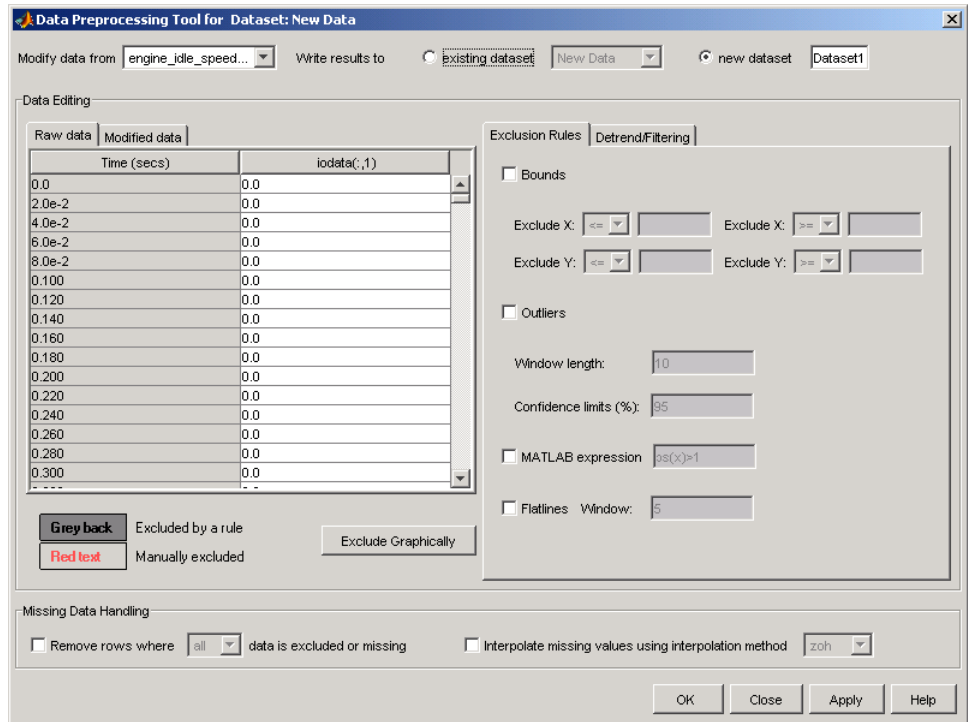 Data Preprocessing Tool for Dataset: New Data
Modify data from engine_idle_speed... Write results to existing dataset New Data new dataset Dataset1
Data Editing
Raw data Modified data
Time (secs) iodata(:,1)
0.0 0.0
2.0e-2 0.0
4.0e-2 0.0
6.0e-2 0.0
8.0e-2 0.0
0.100 0.0
0.120 0.0
0.140 0.0
0.160 0.0
0.180 0.0
0.200 0.0
0.220 0.0
0.240 0.0
0.260 0.0
0.280 0.0
0.300 0.0
Grey back Excluded by a rule
Red text Manually excluded
Exclude Graphically
Exclusion Rules Detrend/Filtering
Bounds
Exclude X: <= Exclude X: >=
Exclude Y: <= Exclude Y: >=
Outliers
Window length: 10
Confidence limits (%): 95
MATLAB expression os(x)>1
Flatlines Window: 5
Missing Data Handling
Remove rows where all data is excluded or missing Interpolate missing values using interpolation method zoh
OK Close Apply Help